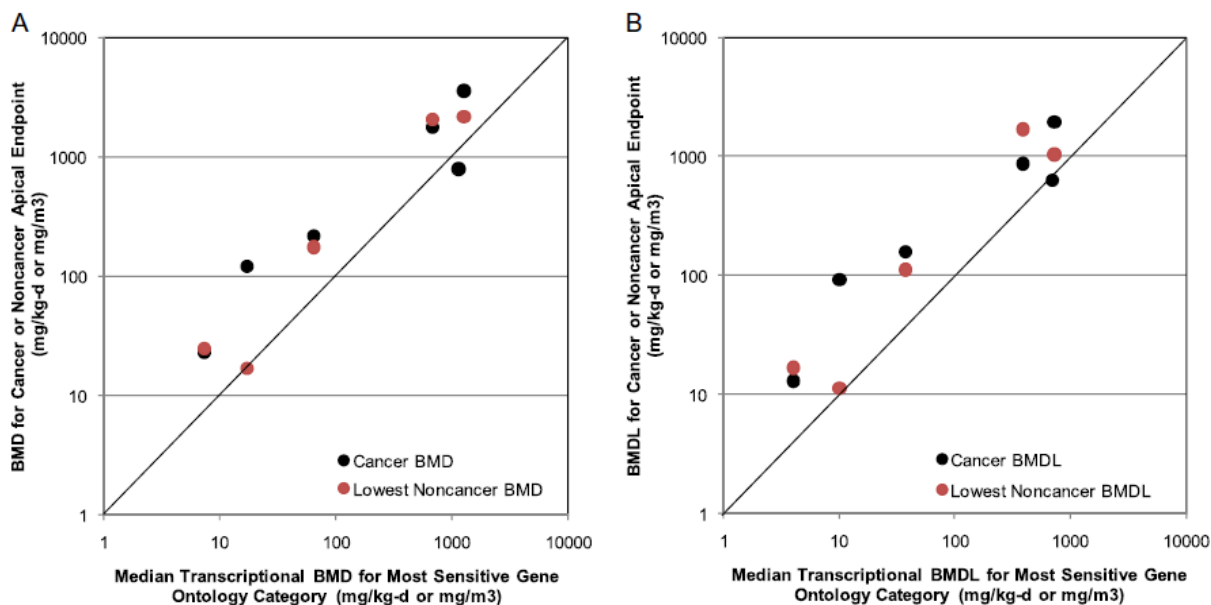 A
10000
1000
100
10
1
1
10
100
1000
10000
BMD for Cancer or Noncancer Apical Endpoint
(mg/kg-d or mg/m3)
Cancer BMD
Lowest Noncancer BMD
Median Transcriptional BMD for Most Sensitive Gene
Ontology Category (mg/kg-d or mg/m3)
B
10000
1000
100
10
1
1
10
100
1000
10000
BMDL for Cancer or Noncancer Apical Endpoint
(mg/kg-d or mg/m3)
Cancer BMDL
Lowest Noncancer BMDL
Median Transcriptional BMDL for Most Sensitive Gene
Ontology Category (mg/kg-d or mg/m3)